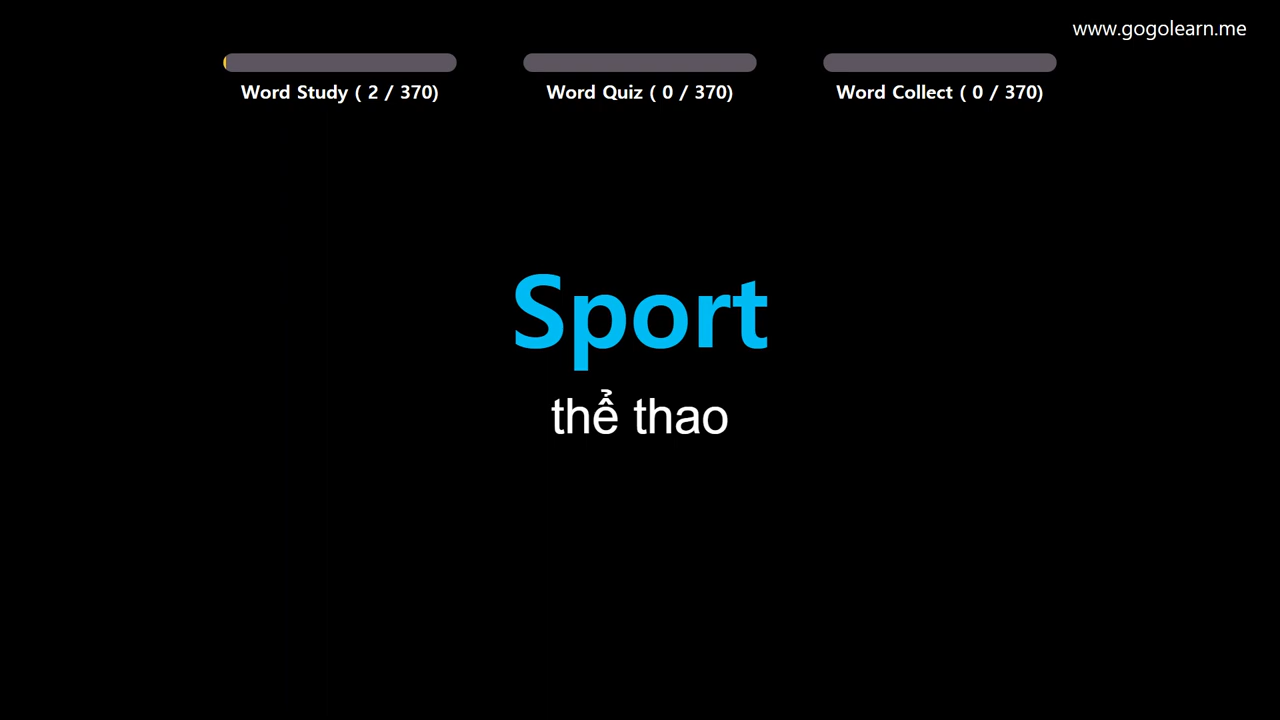 www.gogolearn.me
Word Study ( 2 / 370)
Word Quiz ( 0 / 370)
Word Collect ( 0 / 370)
Sport
thể thao